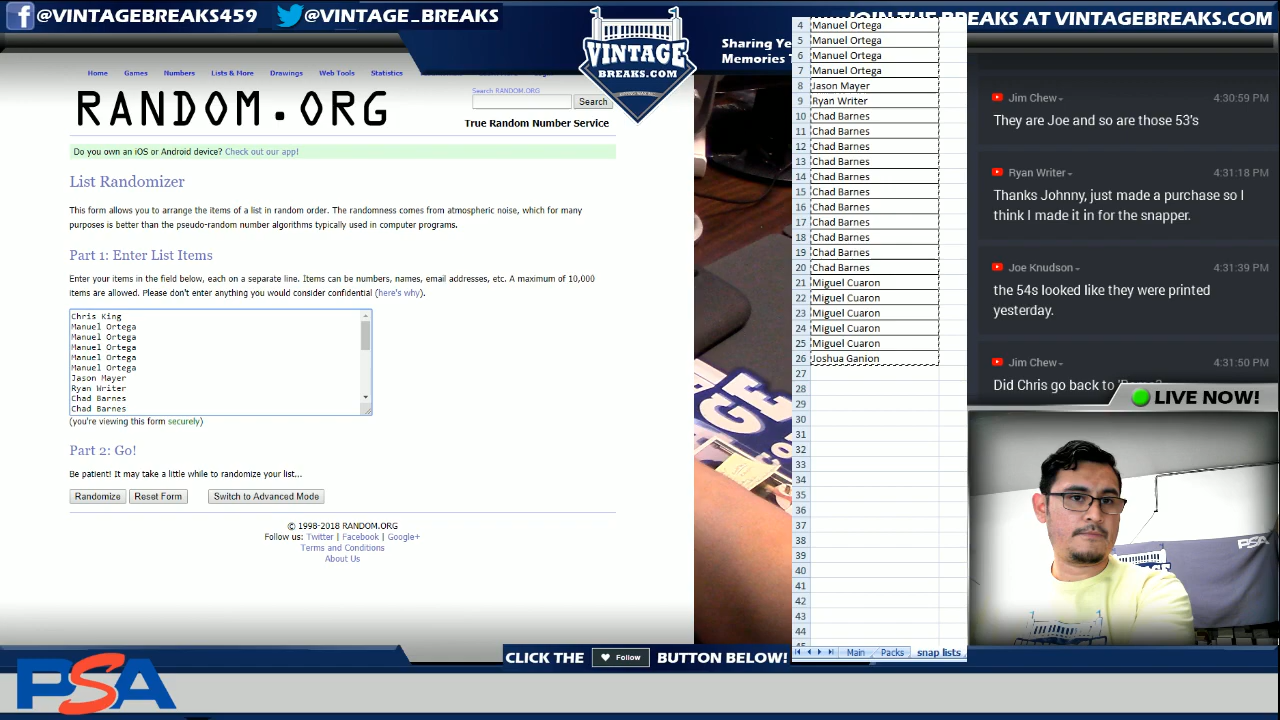 @VINTAGEBREAKS459
@VINTAGE_BREAKS
VINTAGE
BREAKS.COM
Sharing Ye
Memories T
JOIN THE BREAKS AT VINTAGEBREAKS.COM
Home Games Numbers Lists & More Drawings Web Tools Statistics
RANDOM.ORG
Search RANDOM.ORG
Search
True Random Number Service
Do you own an iOS or Android device? Check out our app!
List Randomizer
This form allows you to arrange the items of a list in random order. The randomness comes from atmospheric noise, which for many
purposes is better than the pseudo-random number algorithms typically used in computer programs.
Part 1: Enter List Items
Enter your items in the field below, each on a separate line. Items can be numbers, names, email addresses, etc. A maximum of 10,000
items are allowed. Please don't enter anything you would consider confidential (here's why).
Chris King
Manuel Ortega
Manuel Ortega
Manuel Ortega
Manuel Ortega
Manuel Ortega
Jason Mayer
Ryan Writer
Chad Barnes
Chad Barnes
(you're viewing this form securely)
Part 2: Go!
Be patient! It may take a little while to randomize your list...
Randomize Reset Form Switch to Advanced Mode
© 1998-2018 RANDOM.ORG
Follow us: Twitter | Facebook | Google+
Terms and Conditions
About Us
4 Manuel Ortega
5 Manuel Ortega
6 Manuel Ortega
7 Manuel Ortega
8 Jason Mayer
9 Ryan Writer
10 Chad Barnes
11 Chad Barnes
12 Chad Barnes
13 Chad Barnes
14 Chad Barnes
15 Chad Barnes
16 Chad Barnes
17 Chad Barnes
18 Chad Barnes
19 Chad Barnes
20 Chad Barnes
21 Miguel Cuaron
22 Miguel Cuaron
23 Miguel Cuaron
24 Miguel Cuaron
25 Miguel Cuaron
26 Joshua Ganion
27
28
29
30
31
32
33
34
35
36
37
38
39
40
41
42
43
44
Main Packs snap lists
Jim Chew 4:30:59 PM
They are Joe and so are those 53's
Ryan Writer 4:31:18 PM
Thanks Johnny, just made a purchase so I
think I made it in for the snapper.
Joe Knudson 4:31:39 PM
the 54s looked like they were printed
yesterday.
Jim Chew 4:31:50 PM
Did Chris go back to
LIVE NOW!
PSA
CLICK THE Follow BUTTON BELOW!
PSA